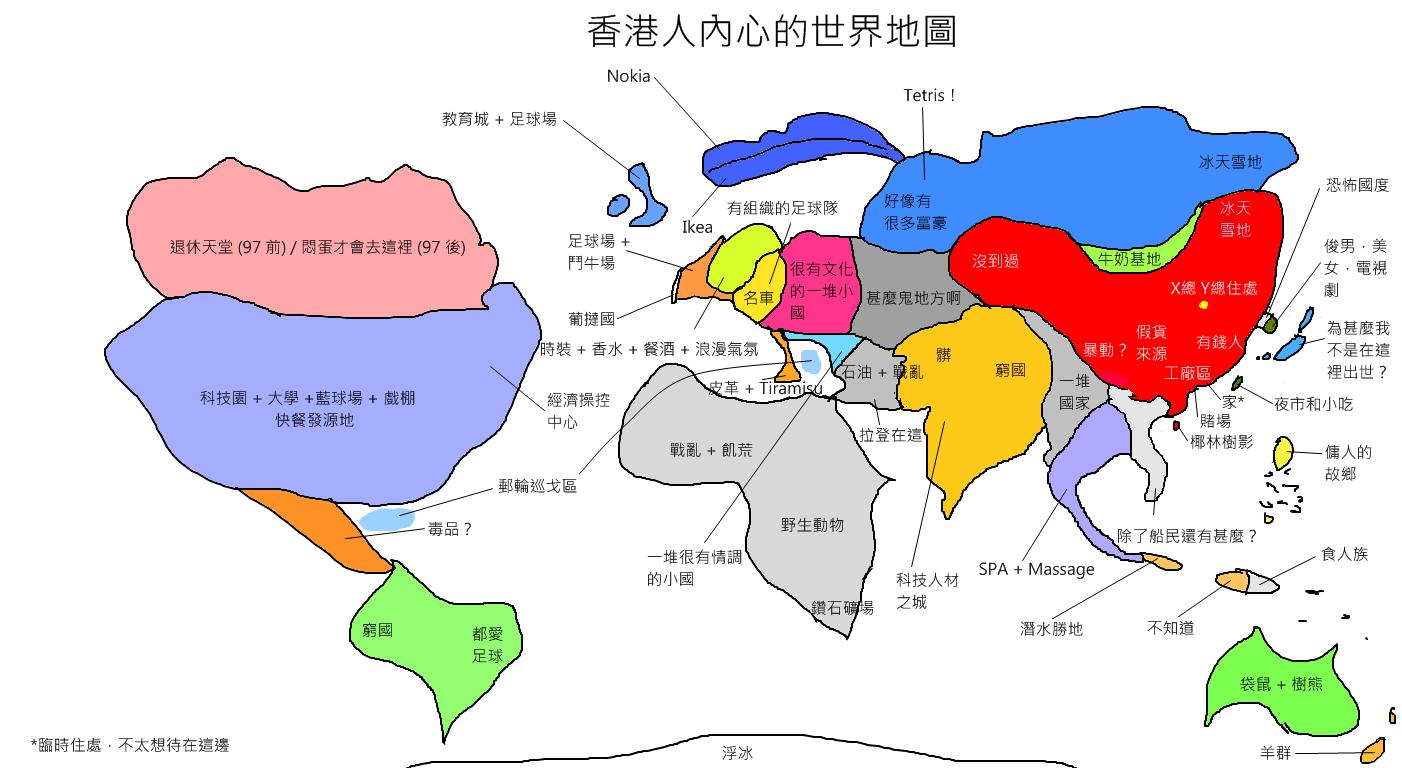 香港人內心的世界地圖
Nokia
Tetris！
教育城 + 足球場
冰天雪地
恐怖國度
好像有
很多富豪
有組織的足球隊
Ikea
冰天
雪地
足球場 +
鬥牛場
退休天堂 (97 前) / 悶蛋才會去這裡 (97 後)
俊男．美
女．電視
劇
沒到過
牛奶基地
很有文化
的一堆小
國
名車
甚麼鬼地方啊
X總 Y總住處
葡撻國
為甚麼我
不是在這
裡出世？
假貨
來源
有錢人
暴動？
時裝 + 香水 + 餐酒 + 浪漫氣氛
髒
窮國
石油 + 戰亂
工廠區
一堆
國家
皮革 + Tiramisu
科技園 + 大學 +藍球場 + 戲棚
快餐發源地
經濟操控
中心
家*
夜市和小吃
賭場
拉登在這
椰林樹影
戰亂 + 飢荒
傭人的
故鄉
郵輪巡戈區
毒品？
野生動物
除了船民還有甚麼？
一堆很有情調
的小國
食人族
SPA + Massage
科技人材
之城
鑽石礦場
窮國
都愛
足球
潛水勝地
不知道
袋鼠 + 樹熊
*臨時住處．不太想待在這邊
浮冰
羊群